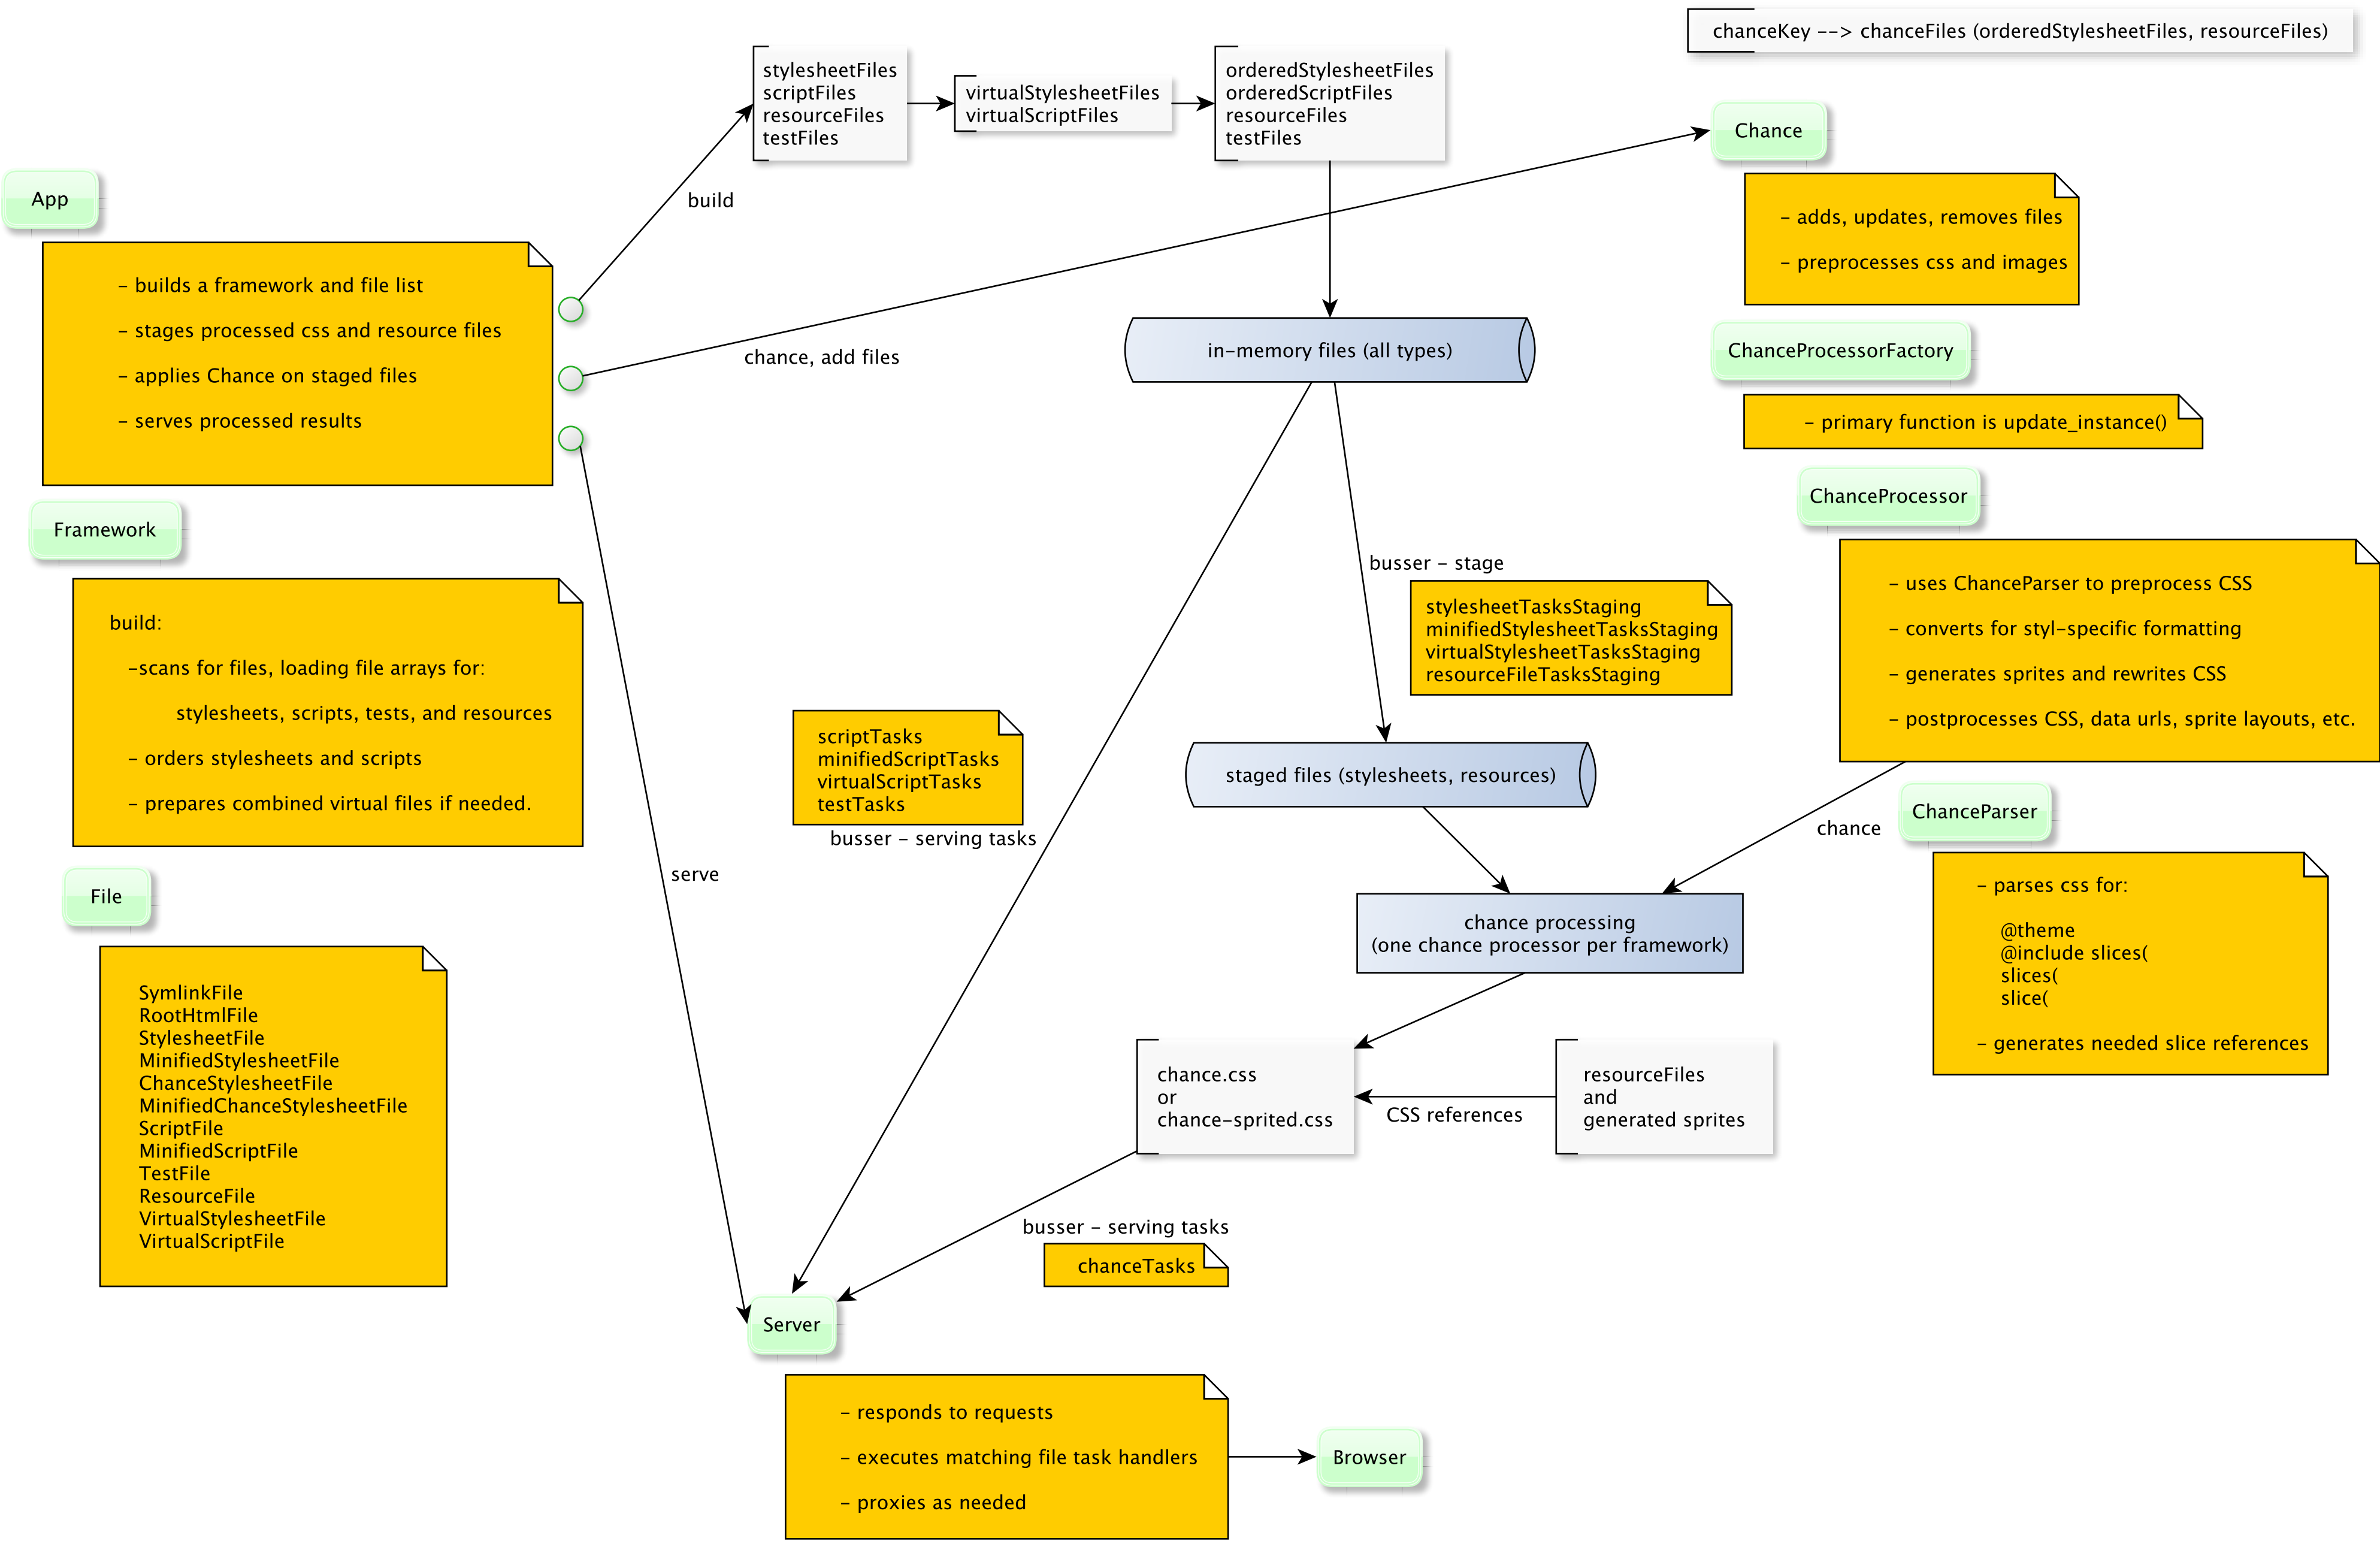 chanceKey --> chanceFiles (orderedStylesheetFiles, resourceFiles)
stylesheetFiles
scriptFiles
resourceFiles
testFiles
virtualStylesheetFiles
virtualScriptFiles
orderedStylesheetFiles
orderedScriptFiles
resourceFiles
testFiles
build
chance, add files
serve
App
- builds a framework and file list
- stages processed css and resource files
- applies Chance on staged files
- serves processed results
Framework
build:
-scans for files, loading file arrays for:
stylesheets, scripts, tests, and resources
- orders stylesheets and scripts
- prepares combined virtual files if needed.
File
SymlinkFile
RootHtmlFile
StylesheetFile
MinifiedStylesheetFile
ChanceStylesheetFile
MinifiedChanceStylesheetFile
ScriptFile
MinifiedScriptFile
TestFile
ResourceFile
VirtualStylesheetFile
VirtualScriptFile
in-memory files (all types)
busser - stage
stylesheetTasksStaging
minifiedStylesheetTasksStaging
virtualStylesheetTasksStaging
resourceFileTasksStaging
scriptTasks
minifiedScriptTasks
virtualScriptTasks
testTasks
busser - serving tasks
staged files (stylesheets, resources)
chance
chance processing
(one chance processor per framework)
chance.css
or
chance-sprited.css
CSS references
resourceFiles
and
generated sprites
busser - serving tasks
chanceTasks
Server
- responds to requests
- executes matching file task handlers
- proxies as needed
Browser
Chance
- adds, updates, removes files
- preprocesses css and images
ChanceProcessorFactory
- primary function is update_instance()
ChanceProcessor
- uses ChanceParser to preprocess CSS
- converts for styl-specific formatting
- generates sprites and rewrites CSS
- postprocesses CSS, data urls, sprite layouts, etc.
ChanceParser
- parses css for:
@theme
@include slices(
slices(
slice(
- generates needed slice references